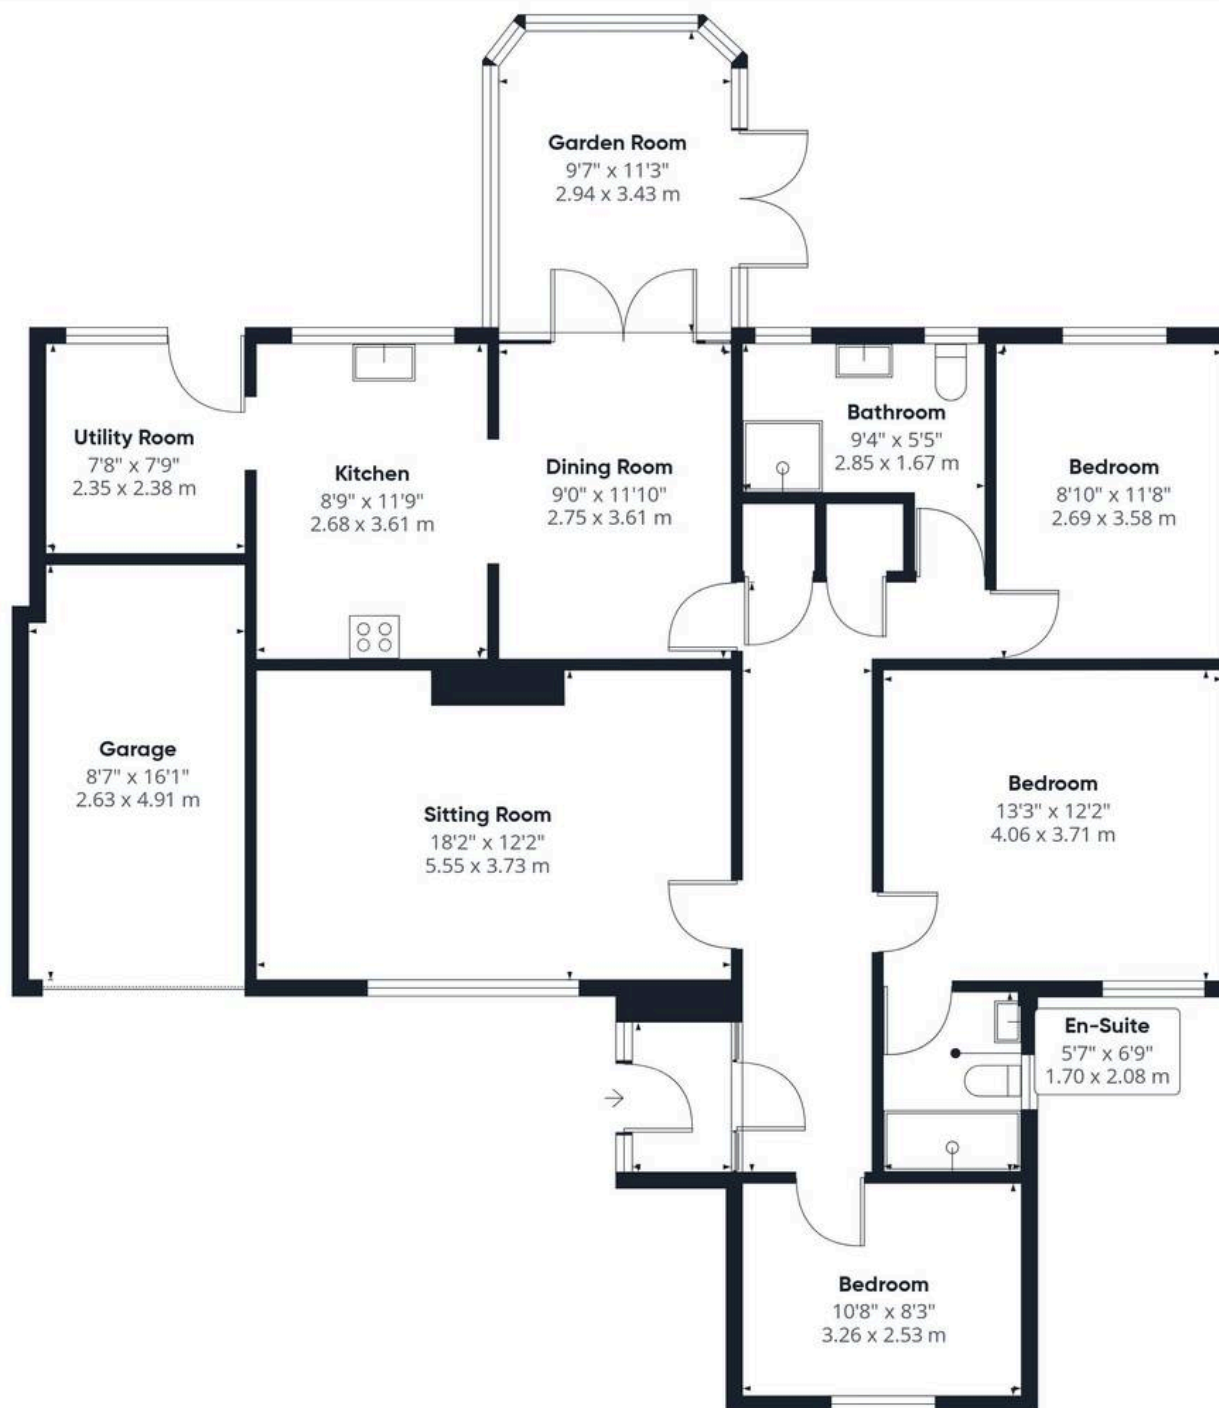 Garden Room
9'7" x 11'3"
2.94 x 3.43 m
Utility Room
7'8" x 7'9"
2.35 x 2.38 m
Kitchen
8'9" x 11'9"
2.68 x 3.61 m
Dining Room
9'0" x 11'10"
2.75 x 3.61 m
Bathroom
9'4" x 5'5"
2.85 x 1.67 m
Bedroom
8'10" x 11'8"
2.69 x 3.58 m
Garage
8'7" x 16'1"
2.63 x 4.91 m
Sitting Room
18'2" x 12'2"
5.55 x 3.73 m
Bedroom
13'3" x 12'2"
4.06 x 3.71 m
En-Suite
5'7" x 6'9"
1.70 x 2.08 m
Bedroom
10'8" x 8'3"
3.26 x 2.53 m